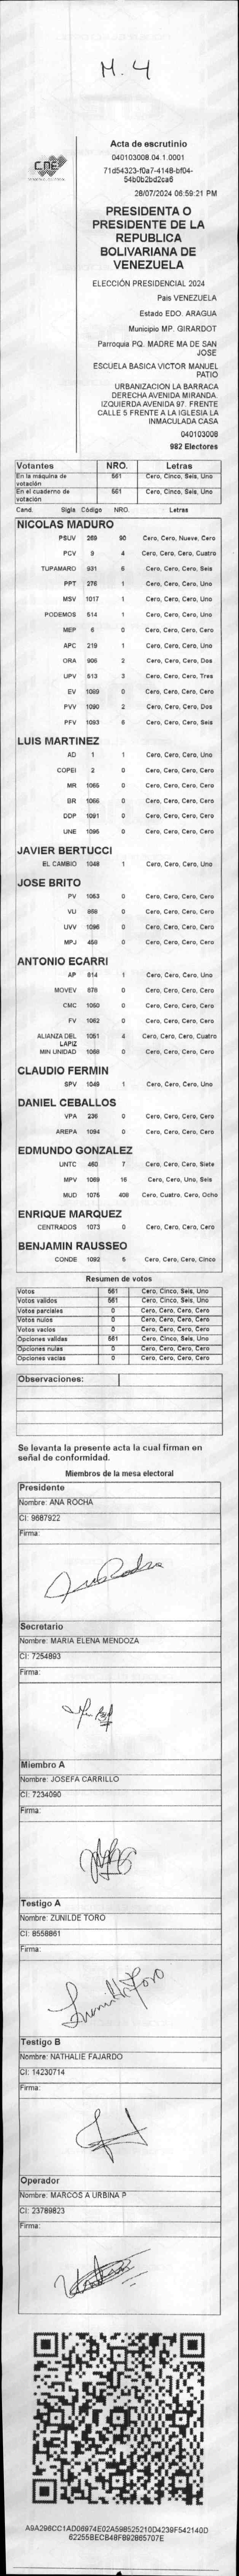 M.4
CNE
Acta de escrutinio
040103008.04.1.0001
71d54323-f0a7-4148-bf04-
54b0b2bd2ca6
28/07/2024 06:59:21 PM
PRESIDENTA O
PRESIDENTE DE LA
REPUBLICA
BOLIVARIANA DE
VENEZUELA
ELECCIÓN PRESIDENCIAL 2024
Pais VENEZUELA
Estado EDO. ARAGUA
Municipio MP. GIRARDOT
Parroquia PQ. MADRE MA DE SAN
JOSE
ESCUELA BASICA VICTOR MANUEL
PATIO
URBANIZACION LA BARRACA
DERECHA AVENIDA MIRANDA.
IZQUIERDA AVENIDA 97. FRENTE
CALLE 5 FRENTE A LA IGLESIA LA
INMACULADA CASA
040103008
982 Electores
Votantes NRO. Letras
En la máquina de votación 561 Cero, Cinco, Seis, Uno
En el cuaderno de votación 561 Cero, Cinco, Seis, Uno
Cand. Sigla Código NRO. Letras
NICOLAS MADURO
PSUV 269 90 Cero, Cero, Nueve, Cero
PCV 9 4 Cero, Cero, Cero, Cuatro
TUPAMARO 931 6 Cero, Cero, Cero, Seis
PPT 276 1 Cero, Cero, Cero, Uno
MSV 1017 1 Cero, Cero, Cero, Uno
PODEMOS 514 1 Cero, Cero, Cero, Uno
MEP 6 0 Cero, Cero, Cero, Cero
APC 219 1 Cero, Cero, Cero, Uno
ORA 906 2 Cero, Cero, Cero, Dos
UPV 513 3 Cero, Cero, Cero, Tres
EV 1089 0 Cero, Cero, Cero, Cero
PVV 1090 2 Cero, Cero, Cero, Dos
PFV 1093 6 Cero, Cero, Cero, Seis
LUIS MARTINEZ
AD 1 1 Cero, Cero, Cero, Uno
COPEI 2 0 Cero, Cero, Cero, Cero
MR 1065 0 Cero, Cero, Cero, Cero
BR 1066 0 Cero, Cero, Cero, Cero
DDP 1091 0 Cero, Cero, Cero, Cero
UNE 1095 0 Cero, Cero, Cero, Cero
JAVIER BERTUCCI
EL CAMBIO 1048 1 Cero, Cero, Cero, Uno
JOSE BRITO
PV 1053 0 Cero, Cero, Cero, Cero
VU 868 0 Cero, Cero, Cero, Cero
UVV 1096 0 Cero, Cero, Cero, Cero
MPJ 458 0 Cero, Cero, Cero, Cero
ANTONIO ECARRI
AP 814 1 Cero, Cero, Cero, Uno
MOVEV 878 0 Cero, Cero, Cero, Cero
CMC 1050 0 Cero, Cero, Cero, Cero
FV 1062 0 Cero, Cero, Cero, Cero
ALIANZA DEL LAPIZ 1051 4 Cero, Cero, Cero, Cuatro
MIN UNIDAD 1068 0 Cero, Cero, Cero, Cero
CLAUDIO FERMIN
SPV 1049 1 Cero, Cero, Cero, Uno
DANIEL CEBALLOS
VPA 236 0 Cero, Cero, Cero, Cero
AREPA 1094 0 Cero, Cero, Cero, Cero
EDMUNDO GONZALEZ
UNTC 460 7 Cero, Cero, Cero, Siete
MPV 1069 16 Cero, Cero, Uno, Seis
MUD 1075 408 Cero, Cuatro, Cero, Ocho
ENRIQUE MARQUEZ
CENTRADOS 1073 0 Cero, Cero, Cero, Cero
BENJAMIN RAUSSEO
CONDE 1092 5 Cero, Cero, Cero, Cinco
Resumen de votos
Votos 561 Cero, Cinco, Seis, Uno
Votos validos 561 Cero, Cinco, Seis, Uno
Votos parciales 0 Cero, Cero, Cero, Cero
Votos nulos 0 Cero, Cero, Cero, Cero
Votos vacios 0 Cero, Cero, Cero, Cero
Opciones validas 561 Cero, Cinco, Seis, Uno
Opciones nulas 0 Cero, Cero, Cero, Cero
Opciones vacias 0 Cero, Cero, Cero, Cero
Observaciones:
Se levanta la presente acta la cual firman en
señal de conformidad.
Miembros de la mesa electoral
Presidente
Nombre: ANA ROCHA
CI: 9687922
Firma:
Secretario
Nombre: MARIA ELENA MENDOZA
CI: 7254893
Firma:
Miembro A
Nombre: JOSEFA CARRILLO
CI: 7234090
Firma:
Testigo A
Nombre: ZUNILDE TORO
CI: 8558861
Firma:
Testigo B
Nombre: NATHALIE FAJARDO
CI: 14230714
Firma:
Operador
Nombre: MARCOS A URBINA P
CI: 23789823
Firma:
A9A296CC1AD06974E02A598525210D4239F542140D
62255BECB48F892865707E